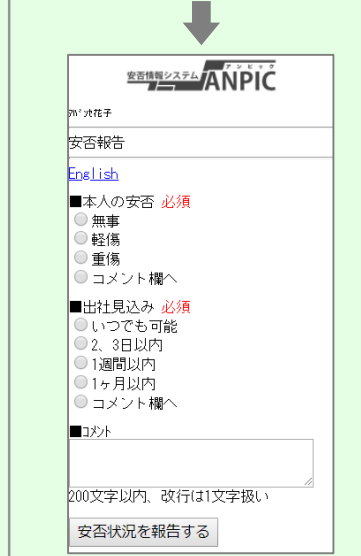 アンピック
安否情報システム ANPIC
ｱﾝﾋﾟｯｸ花子
安否報告
English
■本人の安否 必須
無事
軽傷
重傷
コメント欄へ
■出社見込み 必須
いつでも可能
2、3日以内
1週間以内
1ヶ月以内
コメント欄へ
■ｺﾒﾝﾄ
200文字以内、改行は1文字扱い
安否状況を報告する